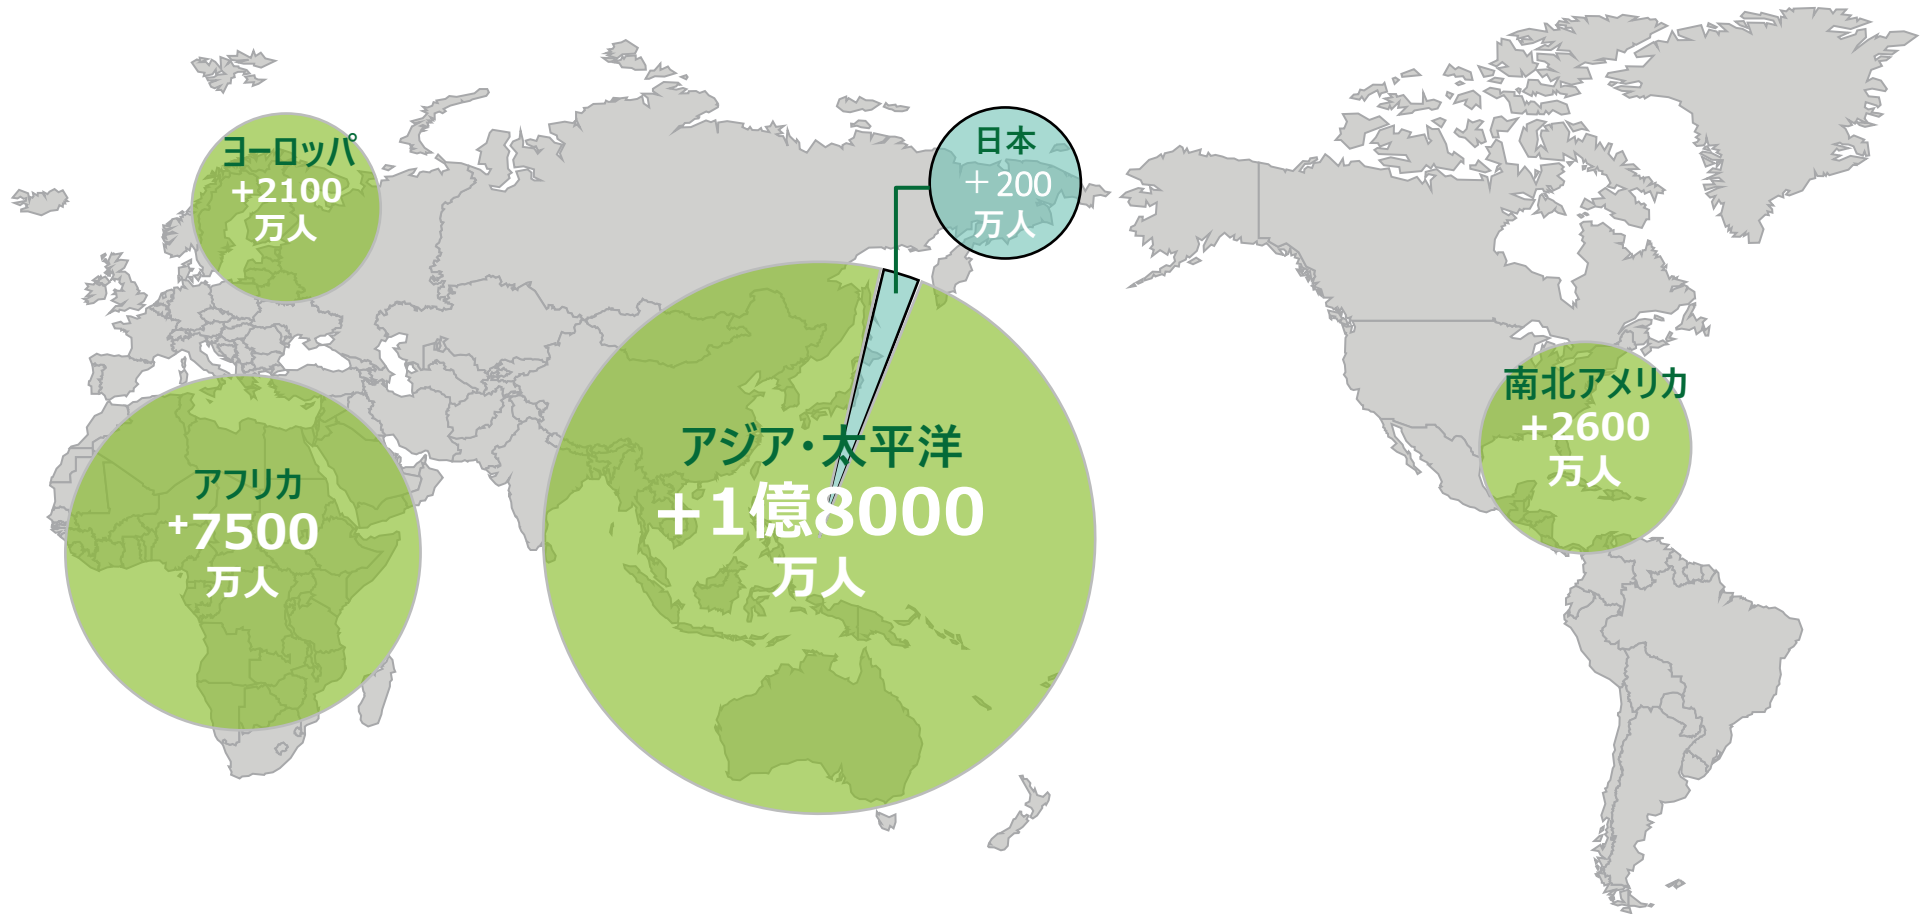 ヨーロッパ
+2100
万人
日本
＋200
万人
南北アメリカ
+2600
万人
アジア・太平洋
+1億8000
万人
アフリカ
+7500
万人